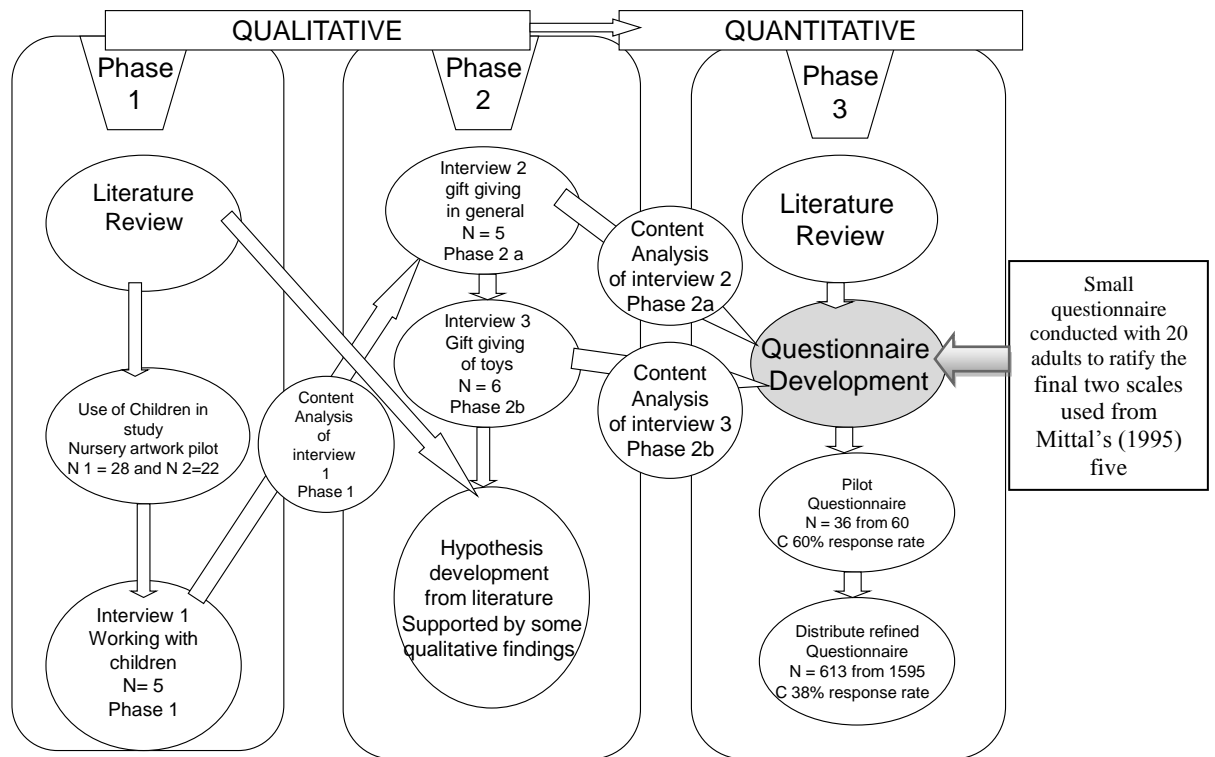 QUALITATIVE
QUANTITATIVE
Phase
1
Literature
Review
Use of Children in
study
Nursery artwork pilot
N 1 = 28 and N 2=22
Interview 1
Working with
children
N= 5
Phase 1
Content
Analysis
of
interview
1
Phase 1
Phase
2
Interview 2
gift giving
in general
N = 5
Phase 2 a
Interview 3
Gift giving
of toys
N = 6
Phase 2b
Hypothesis
development
from literature
Supported by some
qualitative findings
Content
Analysis
of interview 2
Phase 2a
Content
Analysis
of interview 3
Phase 2b
Phase
3
Literature
Review
Questionnaire
Development
Pilot
Questionnaire
N = 36 from 60
C 60% response rate
Distribute refined
Questionnaire
N = 613 from 1595
C 38% response rate
Small
questionnaire
conducted with 20
adults to ratify the
final two scales
used from
Mittal's (1995)
five